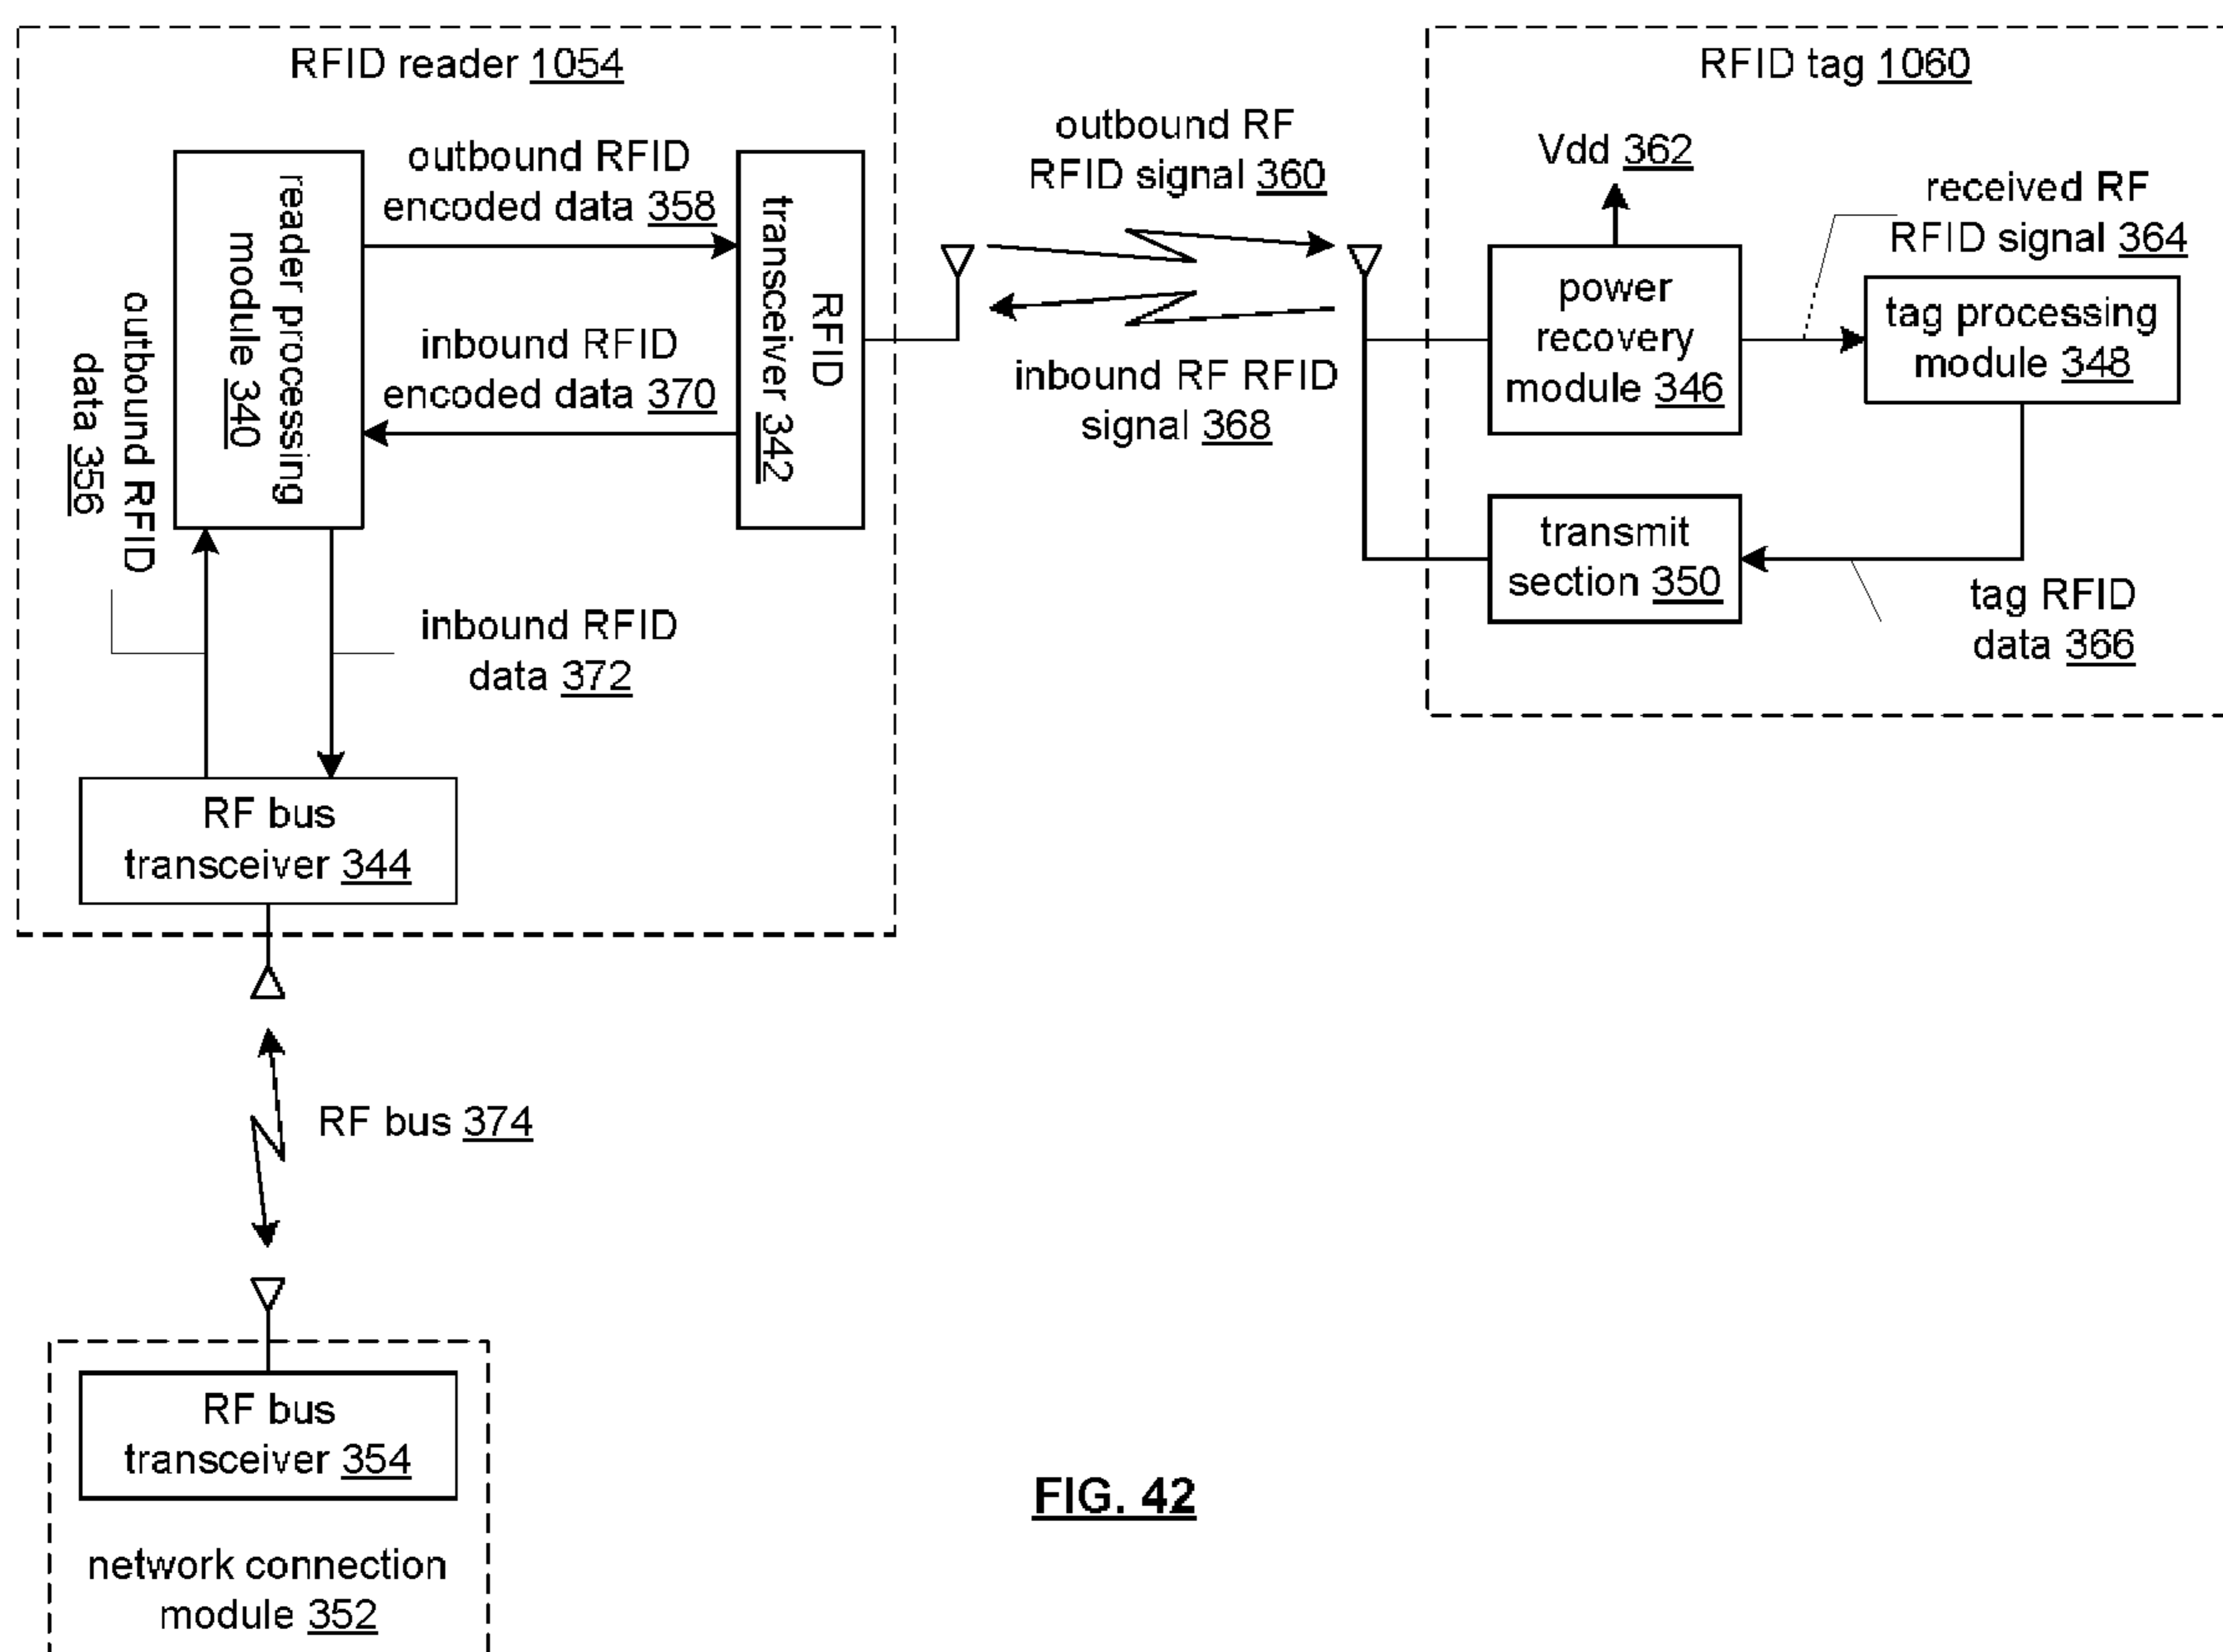 RFID reader 1054
reader processing
module 340
outbound RFID
encoded data 358
inbound RFID
encoded data 370
RFID
transceiver 342
outbound RFID
data 356
inbound RFID
data 372
RF bus
transceiver 344
outbound RF
RFID signal 360
inbound RF RFID
signal 368
RFID tag 1060
Vdd 362
received RF
RFID signal 364
power
recovery
module 346
tag processing
module 348
transmit
section 350
tag RFID
data 366
RF bus 374
RF bus
transceiver 354
network connection
module 352
FIG. 42